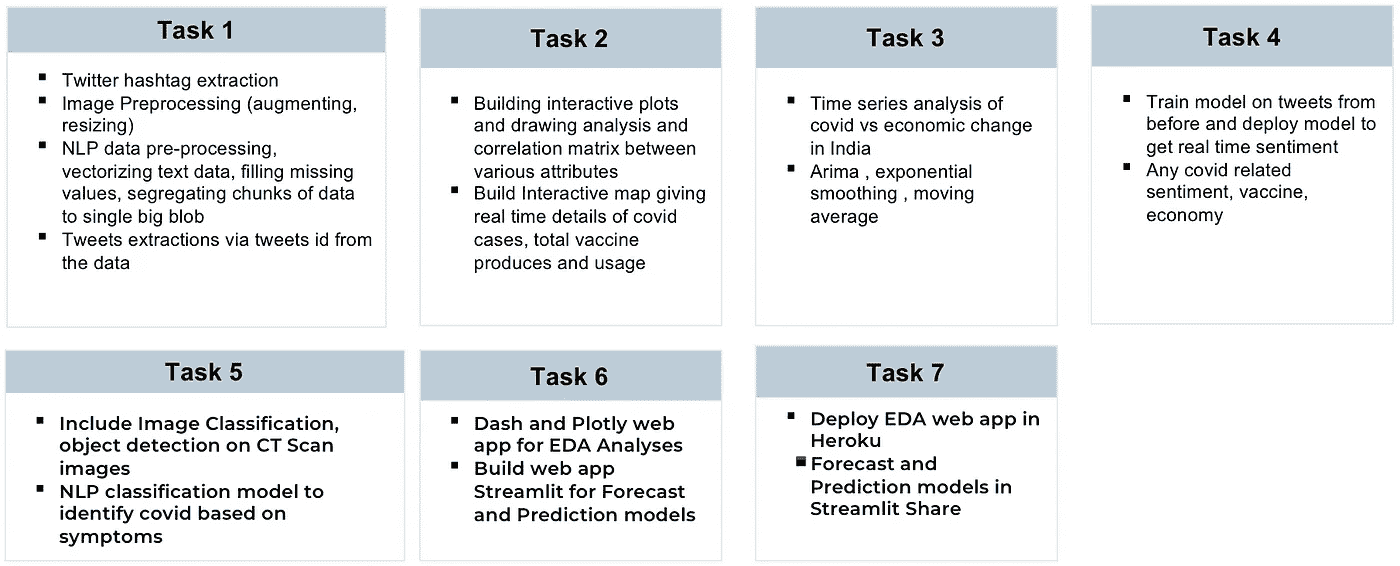 Task 1
▪ Twitter hashtag extraction
▪ Image Preprocessing (augmenting,
resizing)
▪ NLP data pre-processing,
vectorizing text data, filling missing
values, segregating chunks of data
to single big blob
▪ Tweets extractions via tweets id from
the data
Task 2
▪ Building interactive plots
and drawing analysis and
correlation matrix between
various attributes
▪ Build Interactive map giving
real time details of covid
cases, total vaccine
produces and usage
Task 3
▪ Time series analysis of
covid vs economic change
in India
▪ Arima , exponential
smoothing , moving
average
Task 4
▪ Train model on tweets from
before and deploy model to
get real time sentiment
▪ Any covid related
sentiment, vaccine,
economy
Task 5
▪ Include Image Classification,
object detection on CT Scan
images
▪ NLP classification model to
identify covid based on
symptoms
Task 6
▪ Dash and Plotly web
app for EDA Analyses
▪ Build web app
Streamlit for Forecast
and Prediction models
Task 7
▪ Deploy EDA web app in
Heroku
▪ Forecast and
Prediction models in
Streamlit Share